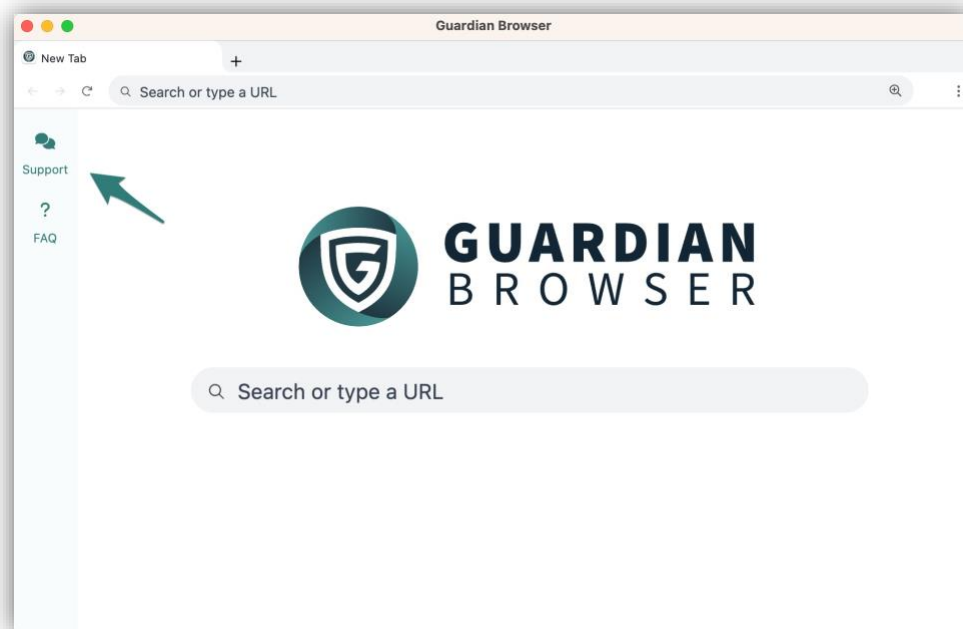 Guardian Browser
New Tab
Search or type a URL
Support
?
FAQ
G
GUARDIAN
BROWSER
Search or type a URL